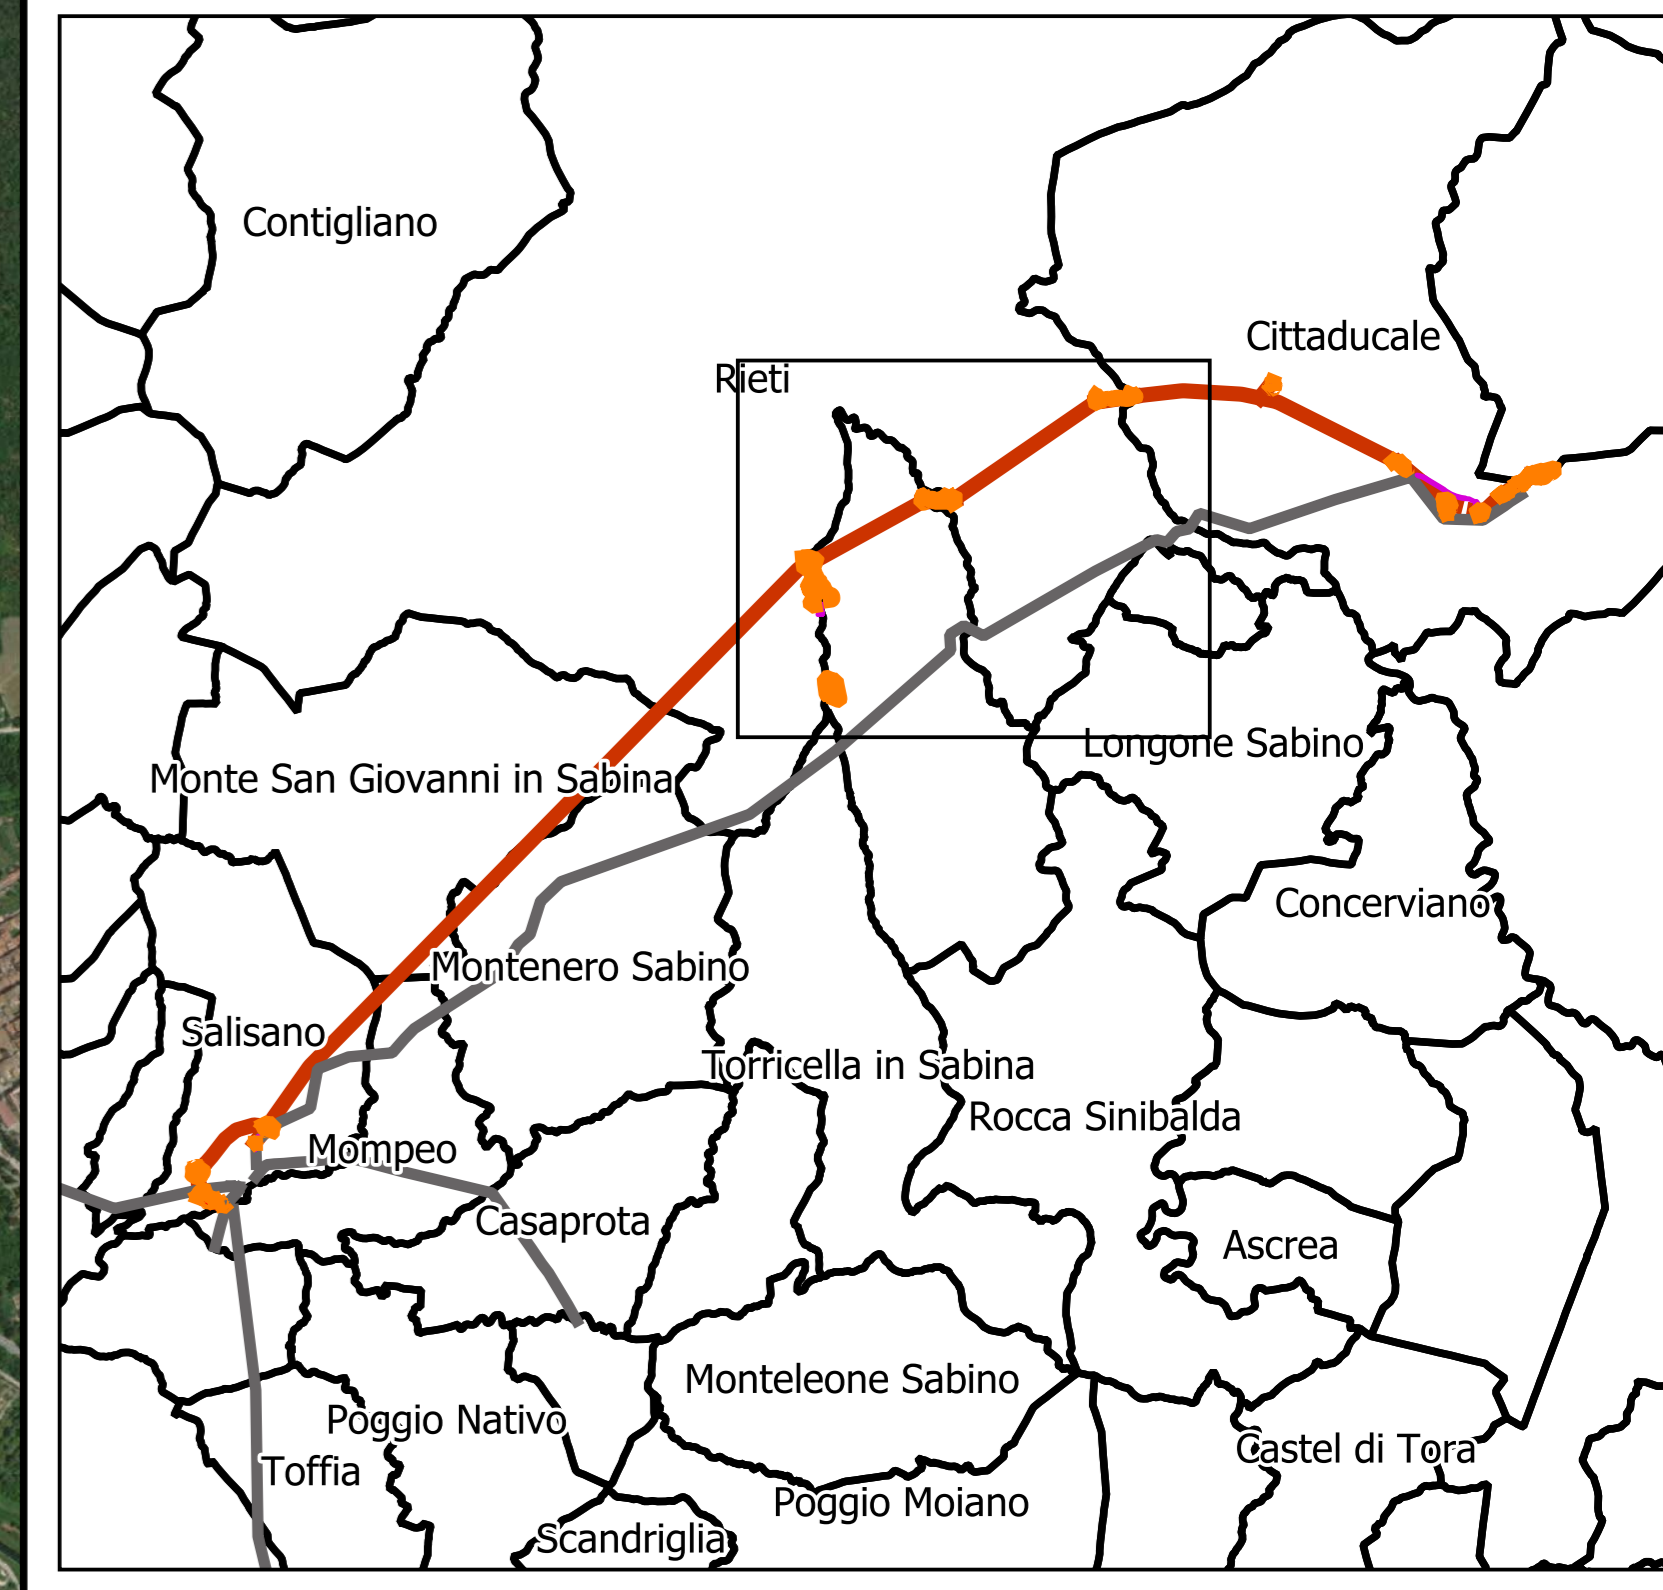 Contigliano
Cittaducale
Rieti
Longone Sabino
Monte San Giovanni in Sabina
Concerviano
Montenero Sabino
Salisano
Torricella in Sabina
Rocca Sinibalda
Mompeo
Casaprota
Ascrea
Monteleone Sabino
Poggio Nativo
Castel di Tora
Toffia
Poggio Moiano
Scandriglia